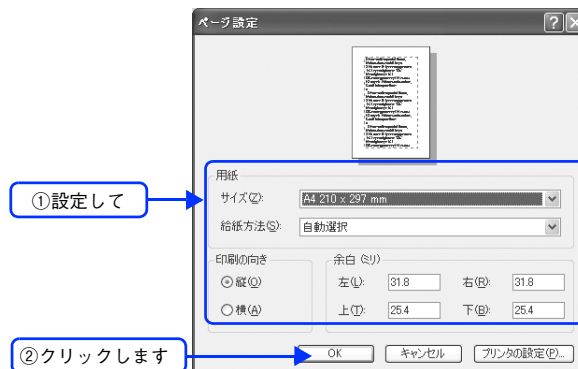 ページ設定
用紙
①設定して
サイズ(Z):
A4 210 x 297 mm
給紙方法(S):
自動選択
印刷の向き
余白 (ミリ)
縦(O)
左(L):
31.8
右(R):
31.8
横(A)
上(T):
25.4
下(B):
25.4
②クリックします
OK
キャンセル
プリンタの設定(P)...